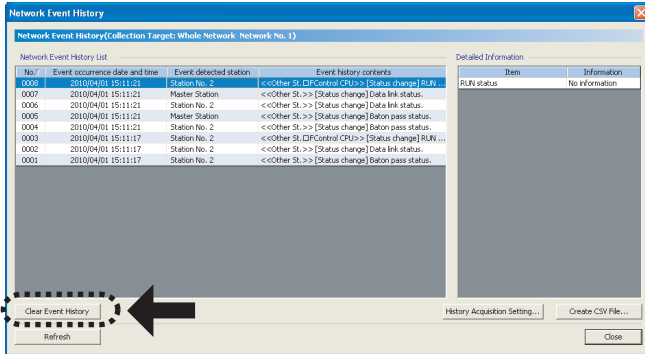 Network Event History
Network Event History(Collection Target: Whole Network Network No. 1)
Network Event History List
Detailed Information
No. Event occurrence date and time Event detected station Event history contents
Item Information
0008 2010/04/01 15:11:21 Station No. 2 <<Other St.□FControl CPU>> [Status change] RUN ...
RUN status No information
0007 2010/04/01 15:11:21 Master Station <<Other St.>> [Status change] Data link status.
0006 2010/04/01 15:11:21 Station No. 2 <<Other St.>> [Status change] Data link status.
0005 2010/04/01 15:11:21 Master Station <<Other St.>> [Status change] Baton pass status.
0004 2010/04/01 15:11:21 Station No. 2 <<Other St.>> [Status change] Baton pass status.
0003 2010/04/01 15:11:17 Station No. 2 <<Other St.□FControl CPU>> [Status change] RUN ...
0002 2010/04/01 15:11:17 Station No. 2 <<Other St.>> [Status change] Data link status.
0001 2010/04/01 15:11:17 Station No. 2 <<Other St.>> [Status change] Baton pass status.
Clear Event History
History Acquisition Setting...
Create CSV File...
Refresh
Close